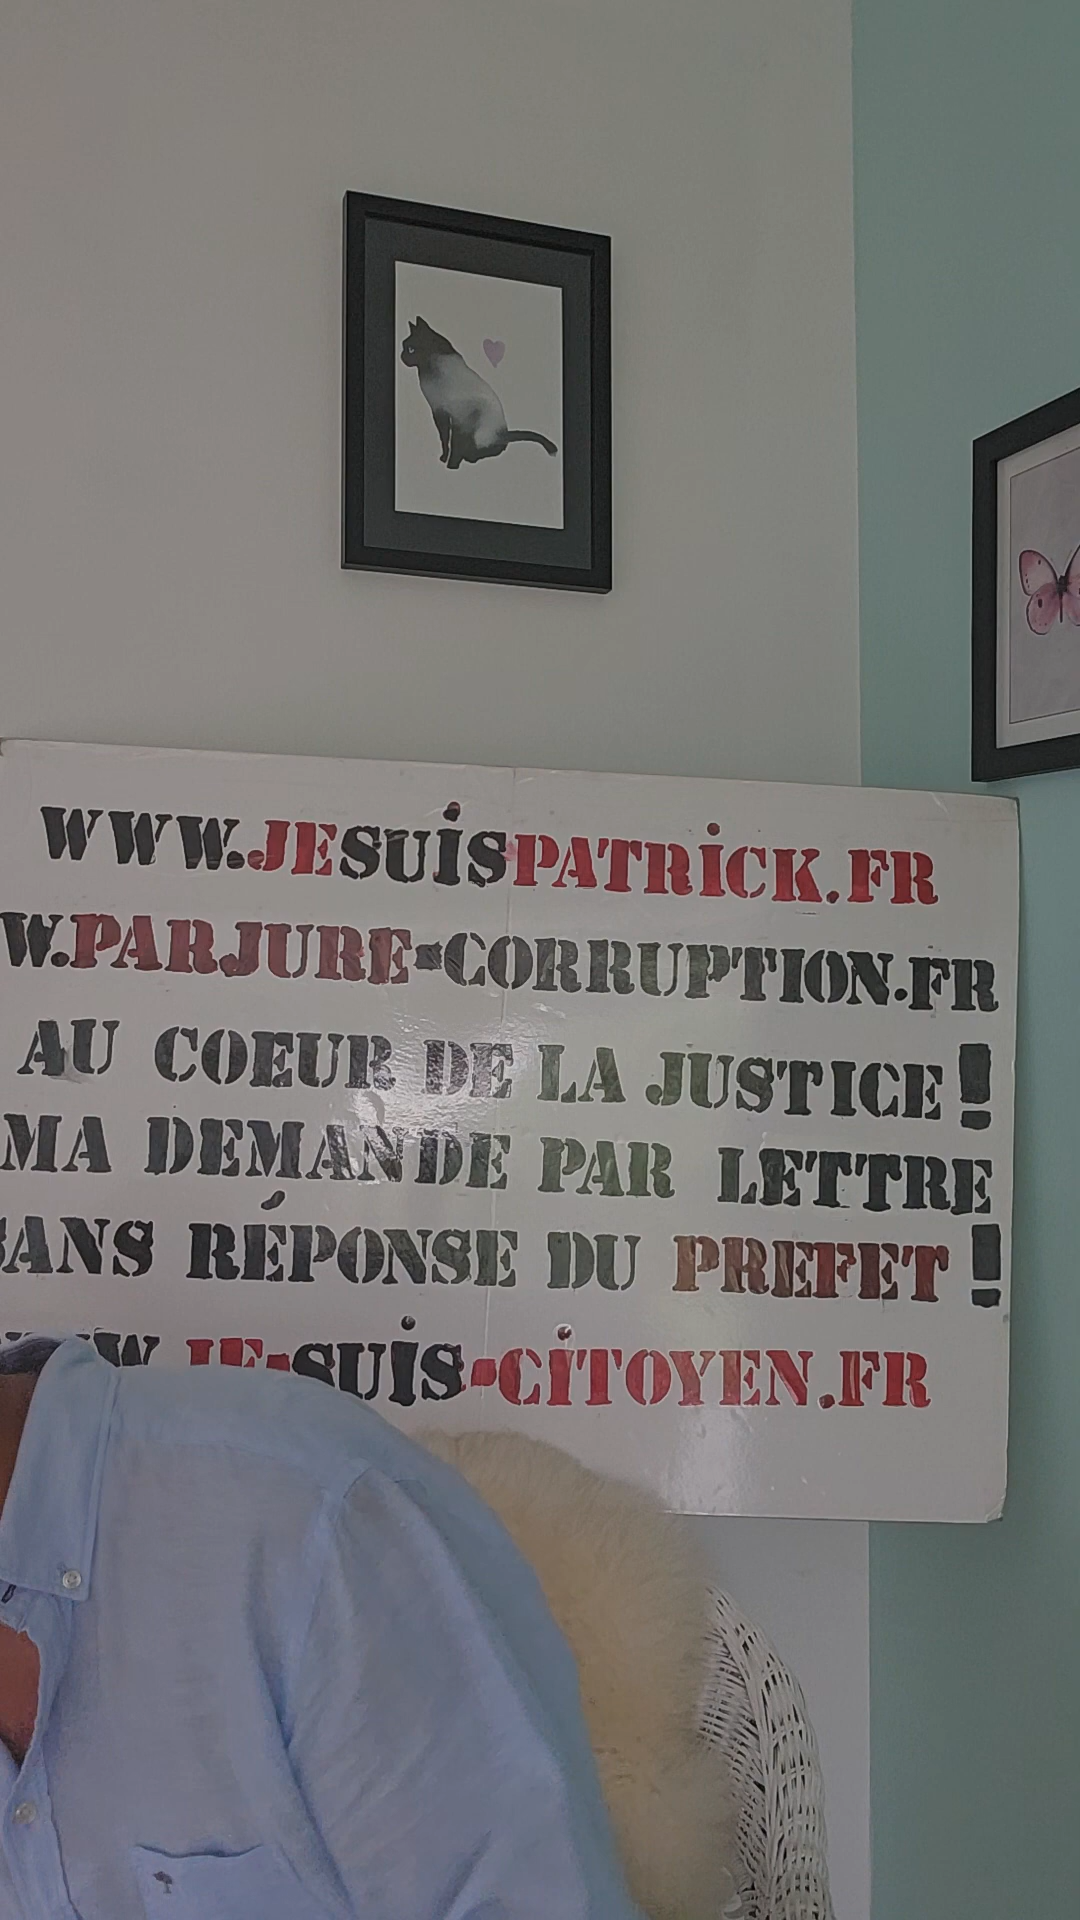 WWW.JESUiSPATRiCK.FR
W.PARJURE-CORRUPTION.FR
AU COEUR DE LA JUSTICE!
MA DEMANDE PAR LETTRE
SANS RÉPONSE DU PREFET!
WWW.JE-SUiS-CiTOYEN.FR